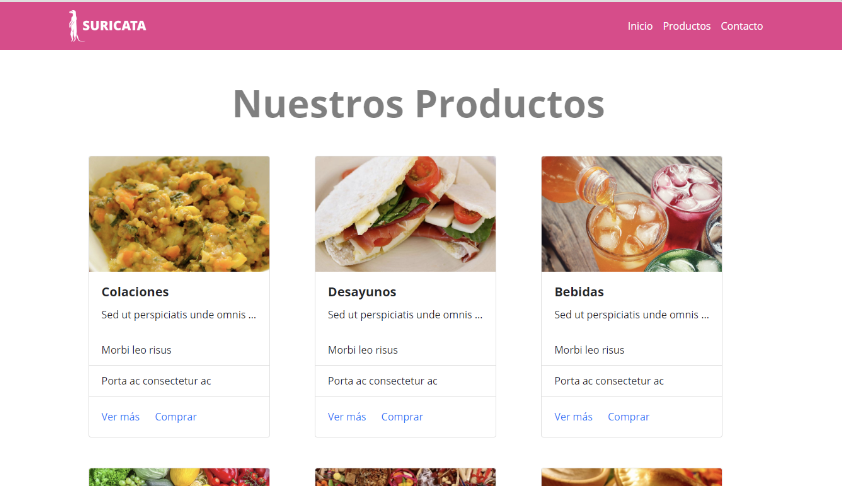 SURICATA
Inicio Productos Contacto
Nuestros Productos
Colaciones
Sed ut perspiciatis unde omnis ...
Morbi leo risus
Porta ac consectetur ac
Ver más Comprar
Desayunos
Sed ut perspiciatis unde omnis ...
Morbi leo risus
Porta ac consectetur ac
Ver más Comprar
Bebidas
Sed ut perspiciatis unde omnis ...
Morbi leo risus
Porta ac consectetur ac
Ver más Comprar